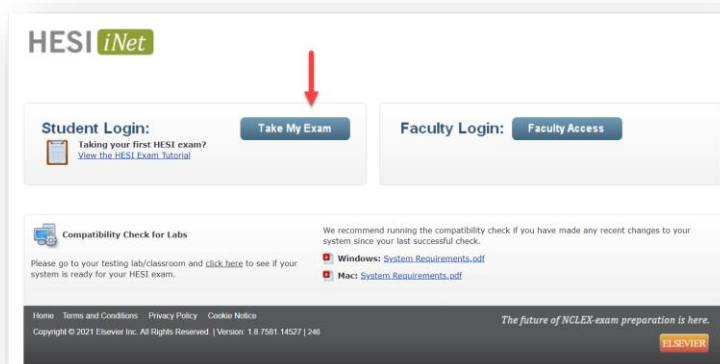 HESI iNet
Student Login:
Take My Exam
Taking your first HESI exam?
View the HESI Exam Tutorial
Faculty Login:
Faculty Access
Compatibility Check for Labs
Please go to your testing lab/classroom and click here to see if your
system is ready for your HESI exam.
We recommend running the compatibility check if you have made any recent changes to your
system since your last successful check.
Windows: System Requirements.pdf
Mac: System Requirements.pdf
Home Terms and Conditions Privacy Policy Cookie Notice
Copyright © 2021 Elsevier Inc. All Rights Reserved. | Version: 1.8.7581.14527 | 246
The future of NCLEX-exam preparation is here.
ELSEVIER